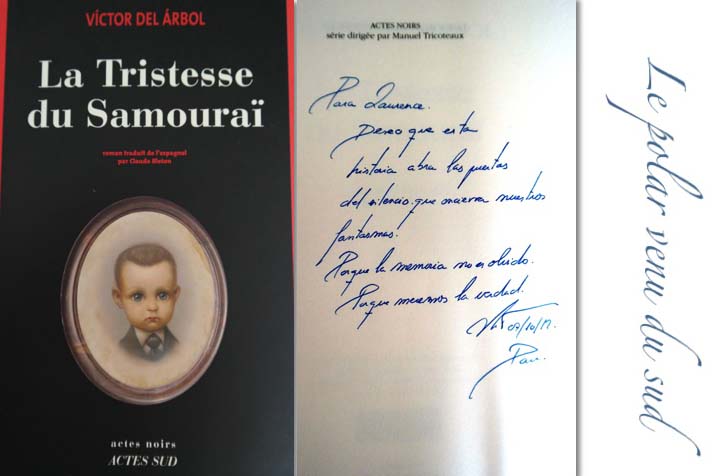 VÍCTOR DEL ÁRBOL
La Tristesse
du Samouraï
roman traduit de l'espagnol
par Claude Bleton
actes noirs
ACTES SUD
ACTES NOIRS
série dirigée par Manuel Tricoteaux
Para Laurence.
Deseo que esta
historia abra las puertas
del silencio que encierra nuestros
fantasmas.
Porque la memoria no es olvido.
Porque merecemos la verdad.
Pau.
Le polar venu du sud